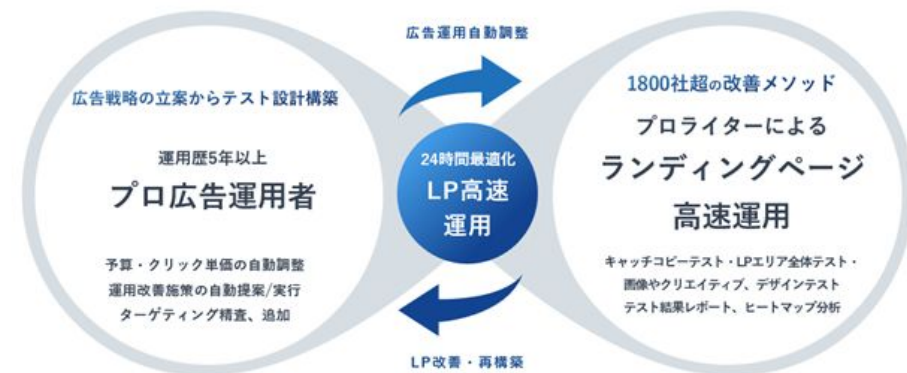 広告運用自動調整
広告戦略の立案からテスト設計構築
運用歴5年以上
プロ広告運用者
予算・クリック単価の自動調整
運用改善施策の自動提案/実行
ターゲティング精査、追加
24時間最適化
LP高速
運用
1800社超の改善メソッド
プロライターによる
ランディングページ
高速運用
キャッチコピーテスト・LPエリア全体テスト・
画像やクリエイティブ、デザインテスト
テスト結果レポート、ヒートマップ分析
LP改善・再構築